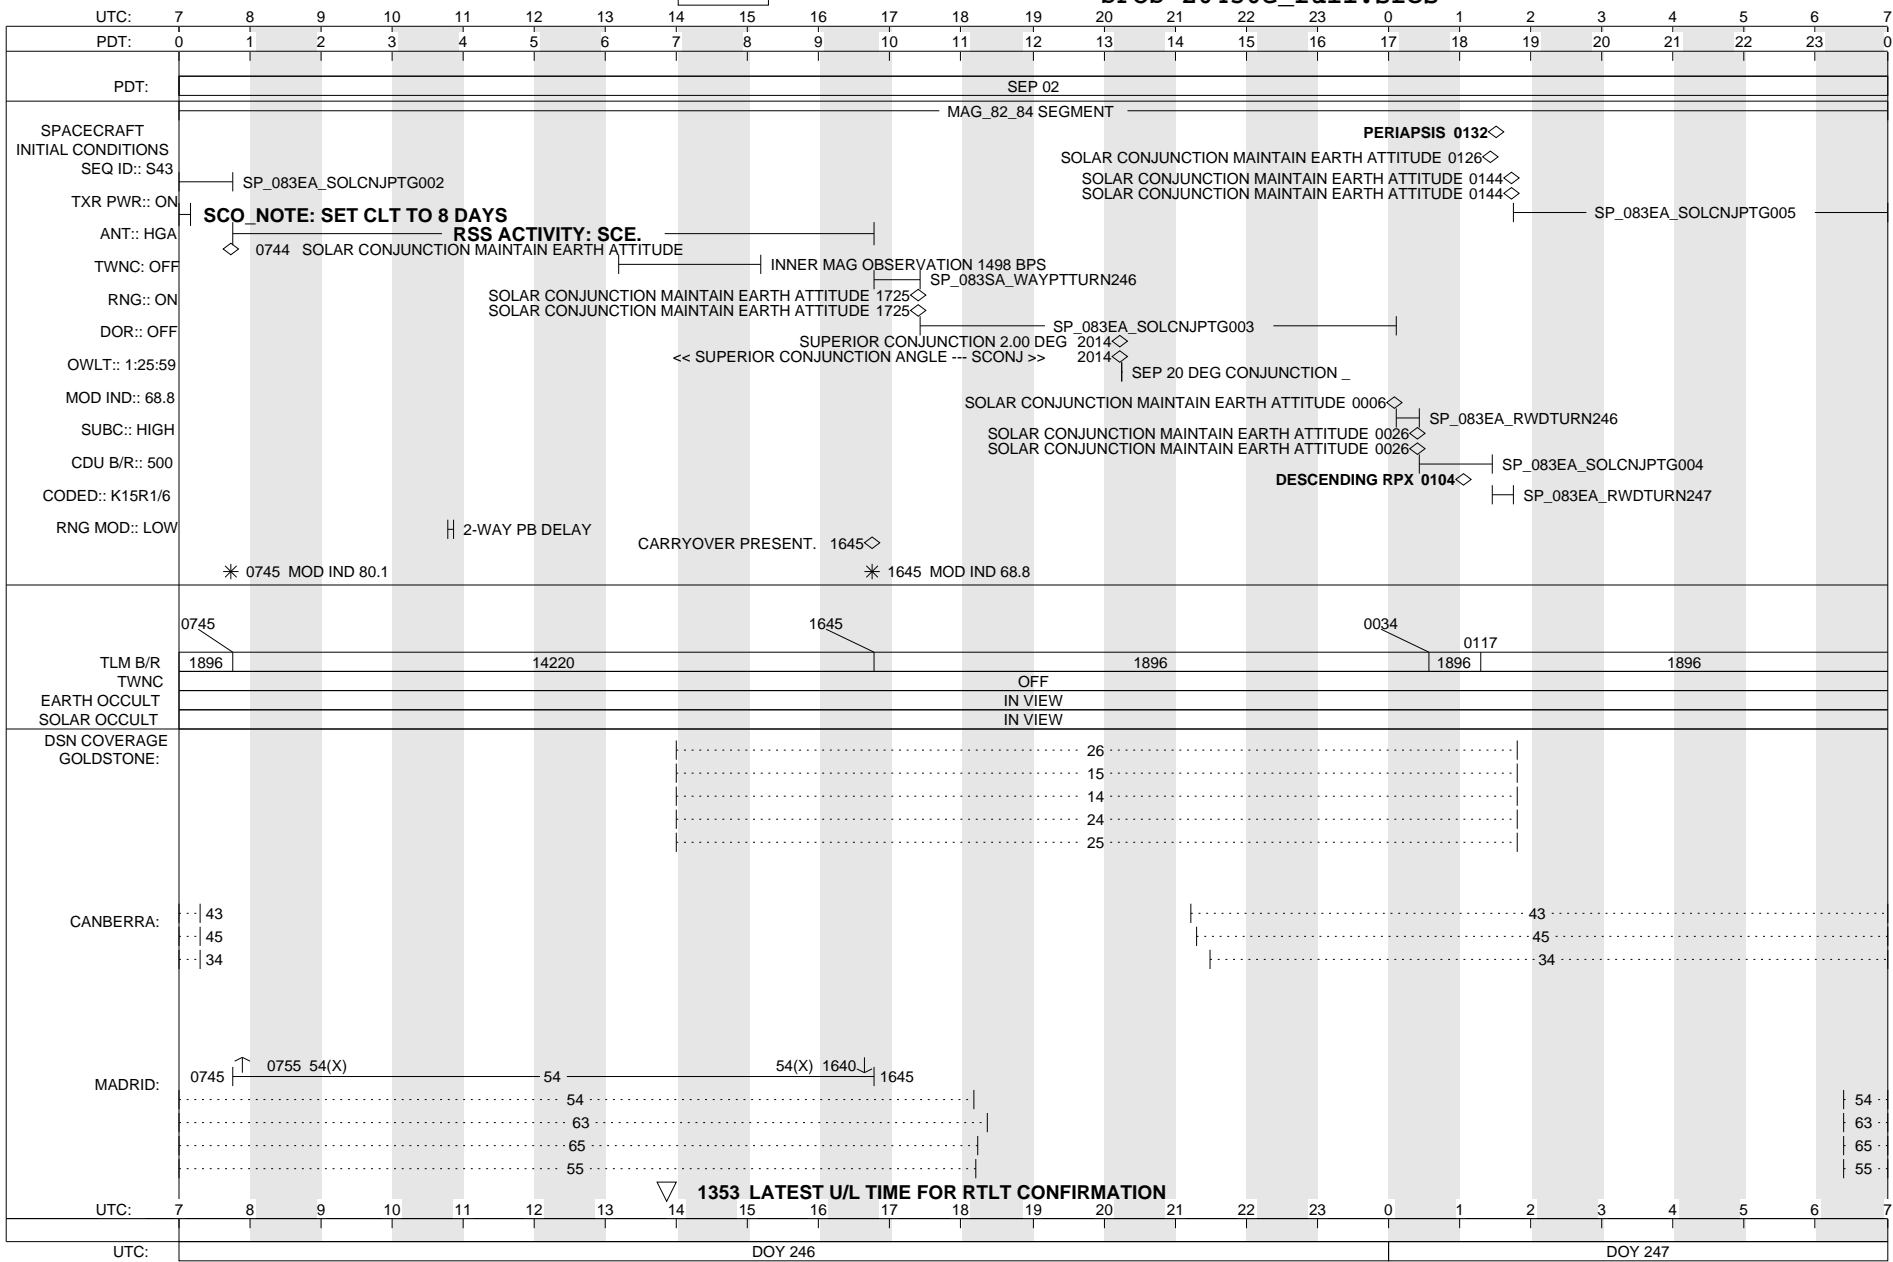 UTC: 7 8 9 10 11 12 13 14 15 16 17 18 19 20 21 22 23 0 1 2 3 4 5 6 7
PDT: 0 1 2 3 4 5 6 7 8 9 10 11 12 13 14 15 16 17 18 19 20 21 22 23 0
PDT: SEP 02
MAG_82_84 SEGMENT
SPACECRAFT
INITIAL CONDITIONS
PERIAPSIS 0132
SOLAR CONJUNCTION MAINTAIN EARTH ATTITUDE 0126
SEQ ID:: S43
SP_083EA_SOLCNJPTG002
SOLAR CONJUNCTION MAINTAIN EARTH ATTITUDE 0144
SOLAR CONJUNCTION MAINTAIN EARTH ATTITUDE 0144
TXR PWR:: ON
SCO_NOTE: SET CLT TO 8 DAYS
SP_083EA_SOLCNJPTG005
ANT:: HGA
RSS ACTIVITY: SCE.
0744 SOLAR CONJUNCTION MAINTAIN EARTH ATTITUDE
TWNC: OFF
INNER MAG OBSERVATION 1498 BPS
SP_083SA_WAYPTTURN246
RNG:: ON
SOLAR CONJUNCTION MAINTAIN EARTH ATTITUDE 1725
SOLAR CONJUNCTION MAINTAIN EARTH ATTITUDE 1725
DOR:: OFF
SP_083EA_SOLCNJPTG003
SUPERIOR CONJUNCTION 2.00 DEG 2014
<< SUPERIOR CONJUNCTION ANGLE --- SCONJ >> 2014
OWLT:: 1:25:59
SEP 20 DEG CONJUNCTION _
MOD IND:: 68.8
SOLAR CONJUNCTION MAINTAIN EARTH ATTITUDE 0006
SP_083EA_RWDTURN246
SUBC:: HIGH
SOLAR CONJUNCTION MAINTAIN EARTH ATTITUDE 0026
SOLAR CONJUNCTION MAINTAIN EARTH ATTITUDE 0026
CDU B/R:: 500
SP_083EA_SOLCNJPTG004
DESCENDING RPX 0104
CODED:: K15R1/6
SP_083EA_RWDTURN247
RNG MOD:: LOW
2-WAY PB DELAY
CARRYOVER PRESENT. 1645
0745 MOD IND 80.1
1645 MOD IND 68.8
0745 1645 0034 0117
TLM B/R 1896 14220 1896 1896 1896
TWNC OFF
EARTH OCCULT IN VIEW
SOLAR OCCULT IN VIEW
DSN COVERAGE
GOLDSTONE:
26
15
14
24
25
CANBERRA:
43 43
45 45
34 34
MADRID:
0755 54(X) 54(X) 1640
0745 54 1645
54 54
63 63
65 65
55 55
1353 LATEST U/L TIME FOR RTLT CONFIRMATION
UTC: 7 8 9 10 11 12 13 14 15 16 17 18 19 20 21 22 23 0 1 2 3 4 5 6 7
UTC: DOY 246 DOY 247